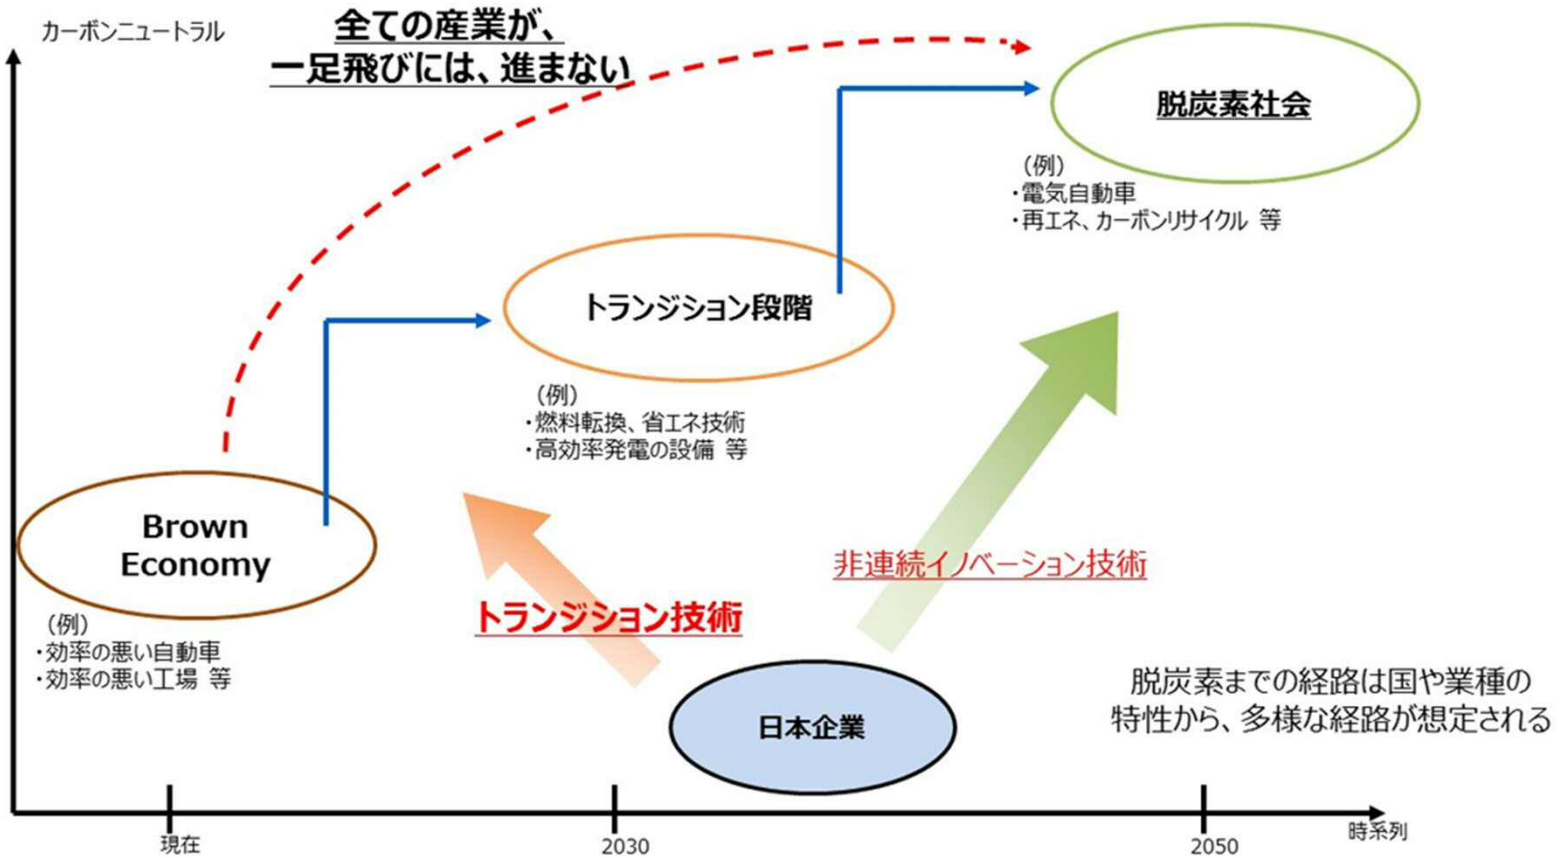 カーボンニュートラル
全ての産業が、
一足飛びには、進まない
脱炭素社会
（例）
・電気自動車
・再エネ、カーボンリサイクル 等
トランジション段階
（例）
・燃料転換、省エネ技術
・高効率発電の設備 等
Brown
Economy
（例）
・効率の悪い自動車
・効率の悪い工場 等
非連続イノベーション技術
トランジション技術
日本企業
脱炭素までの経路は国や業種の
特性から、多様な経路が想定される
現在
2030
2050
時系列